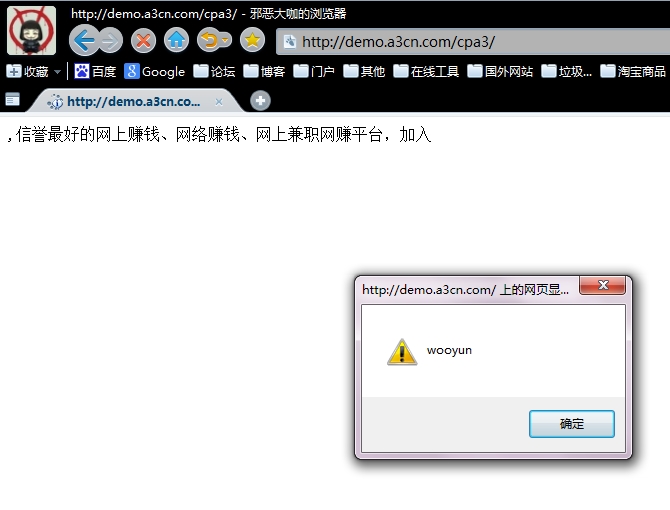 http://demo.a3cn.com/cpa3/ - 邪恶大咖的浏览器
http://demo.a3cn.com/cpa3/
收藏 百度 Google 论坛 博客 门户 其他 在线工具 国外网站 垃圾... 淘宝商品
http://demo.a3cn.co...
,信誉最好的网上赚钱、网络赚钱、网上兼职网赚平台，加入
http://demo.a3cn.com/ 上的网页显...
wooyun
确定